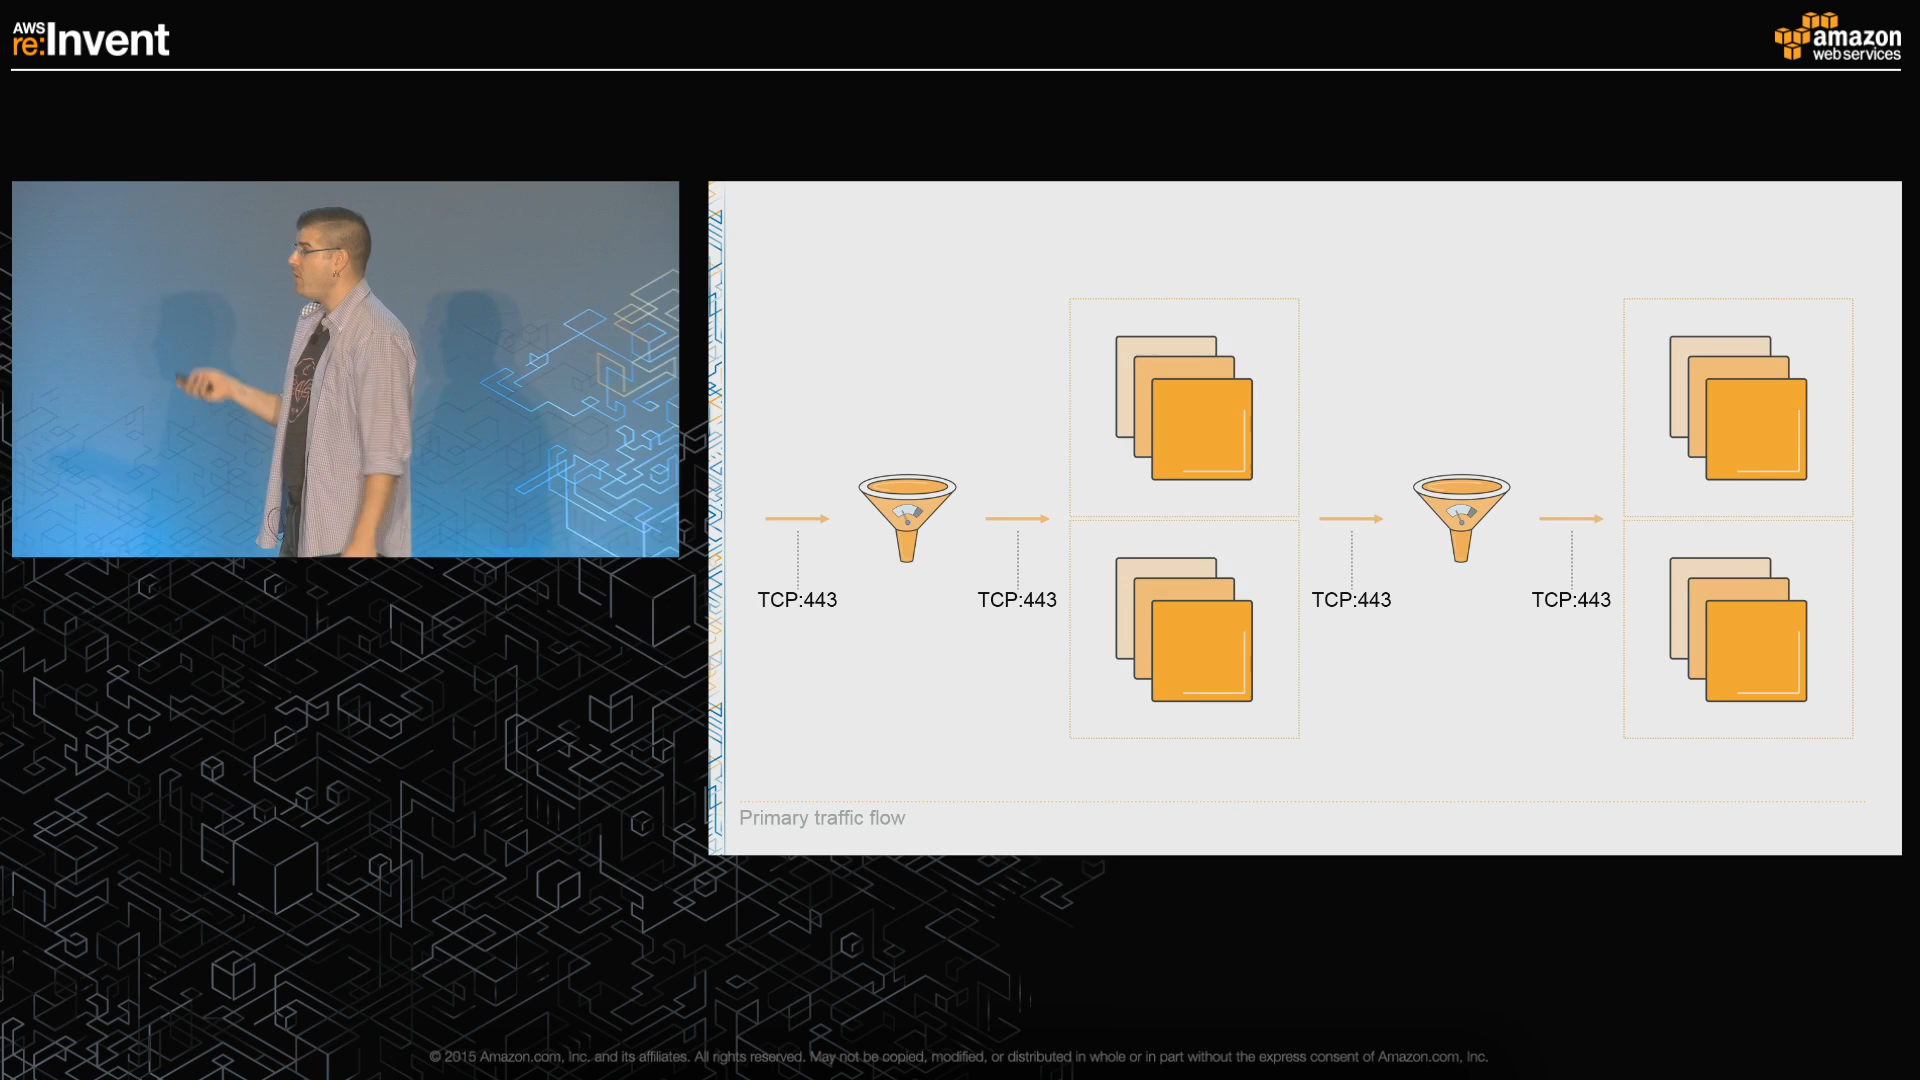 AWS
re:Invent
amazon
web services
TCP:443
TCP:443
TCP:443
TCP:443
Primary traffic flow
© 2015 Amazon.com, Inc. and its affiliates. All rights reserved. May not be copied, modified, or distributed in whole or in part without the express consent of Amazon.com, Inc.